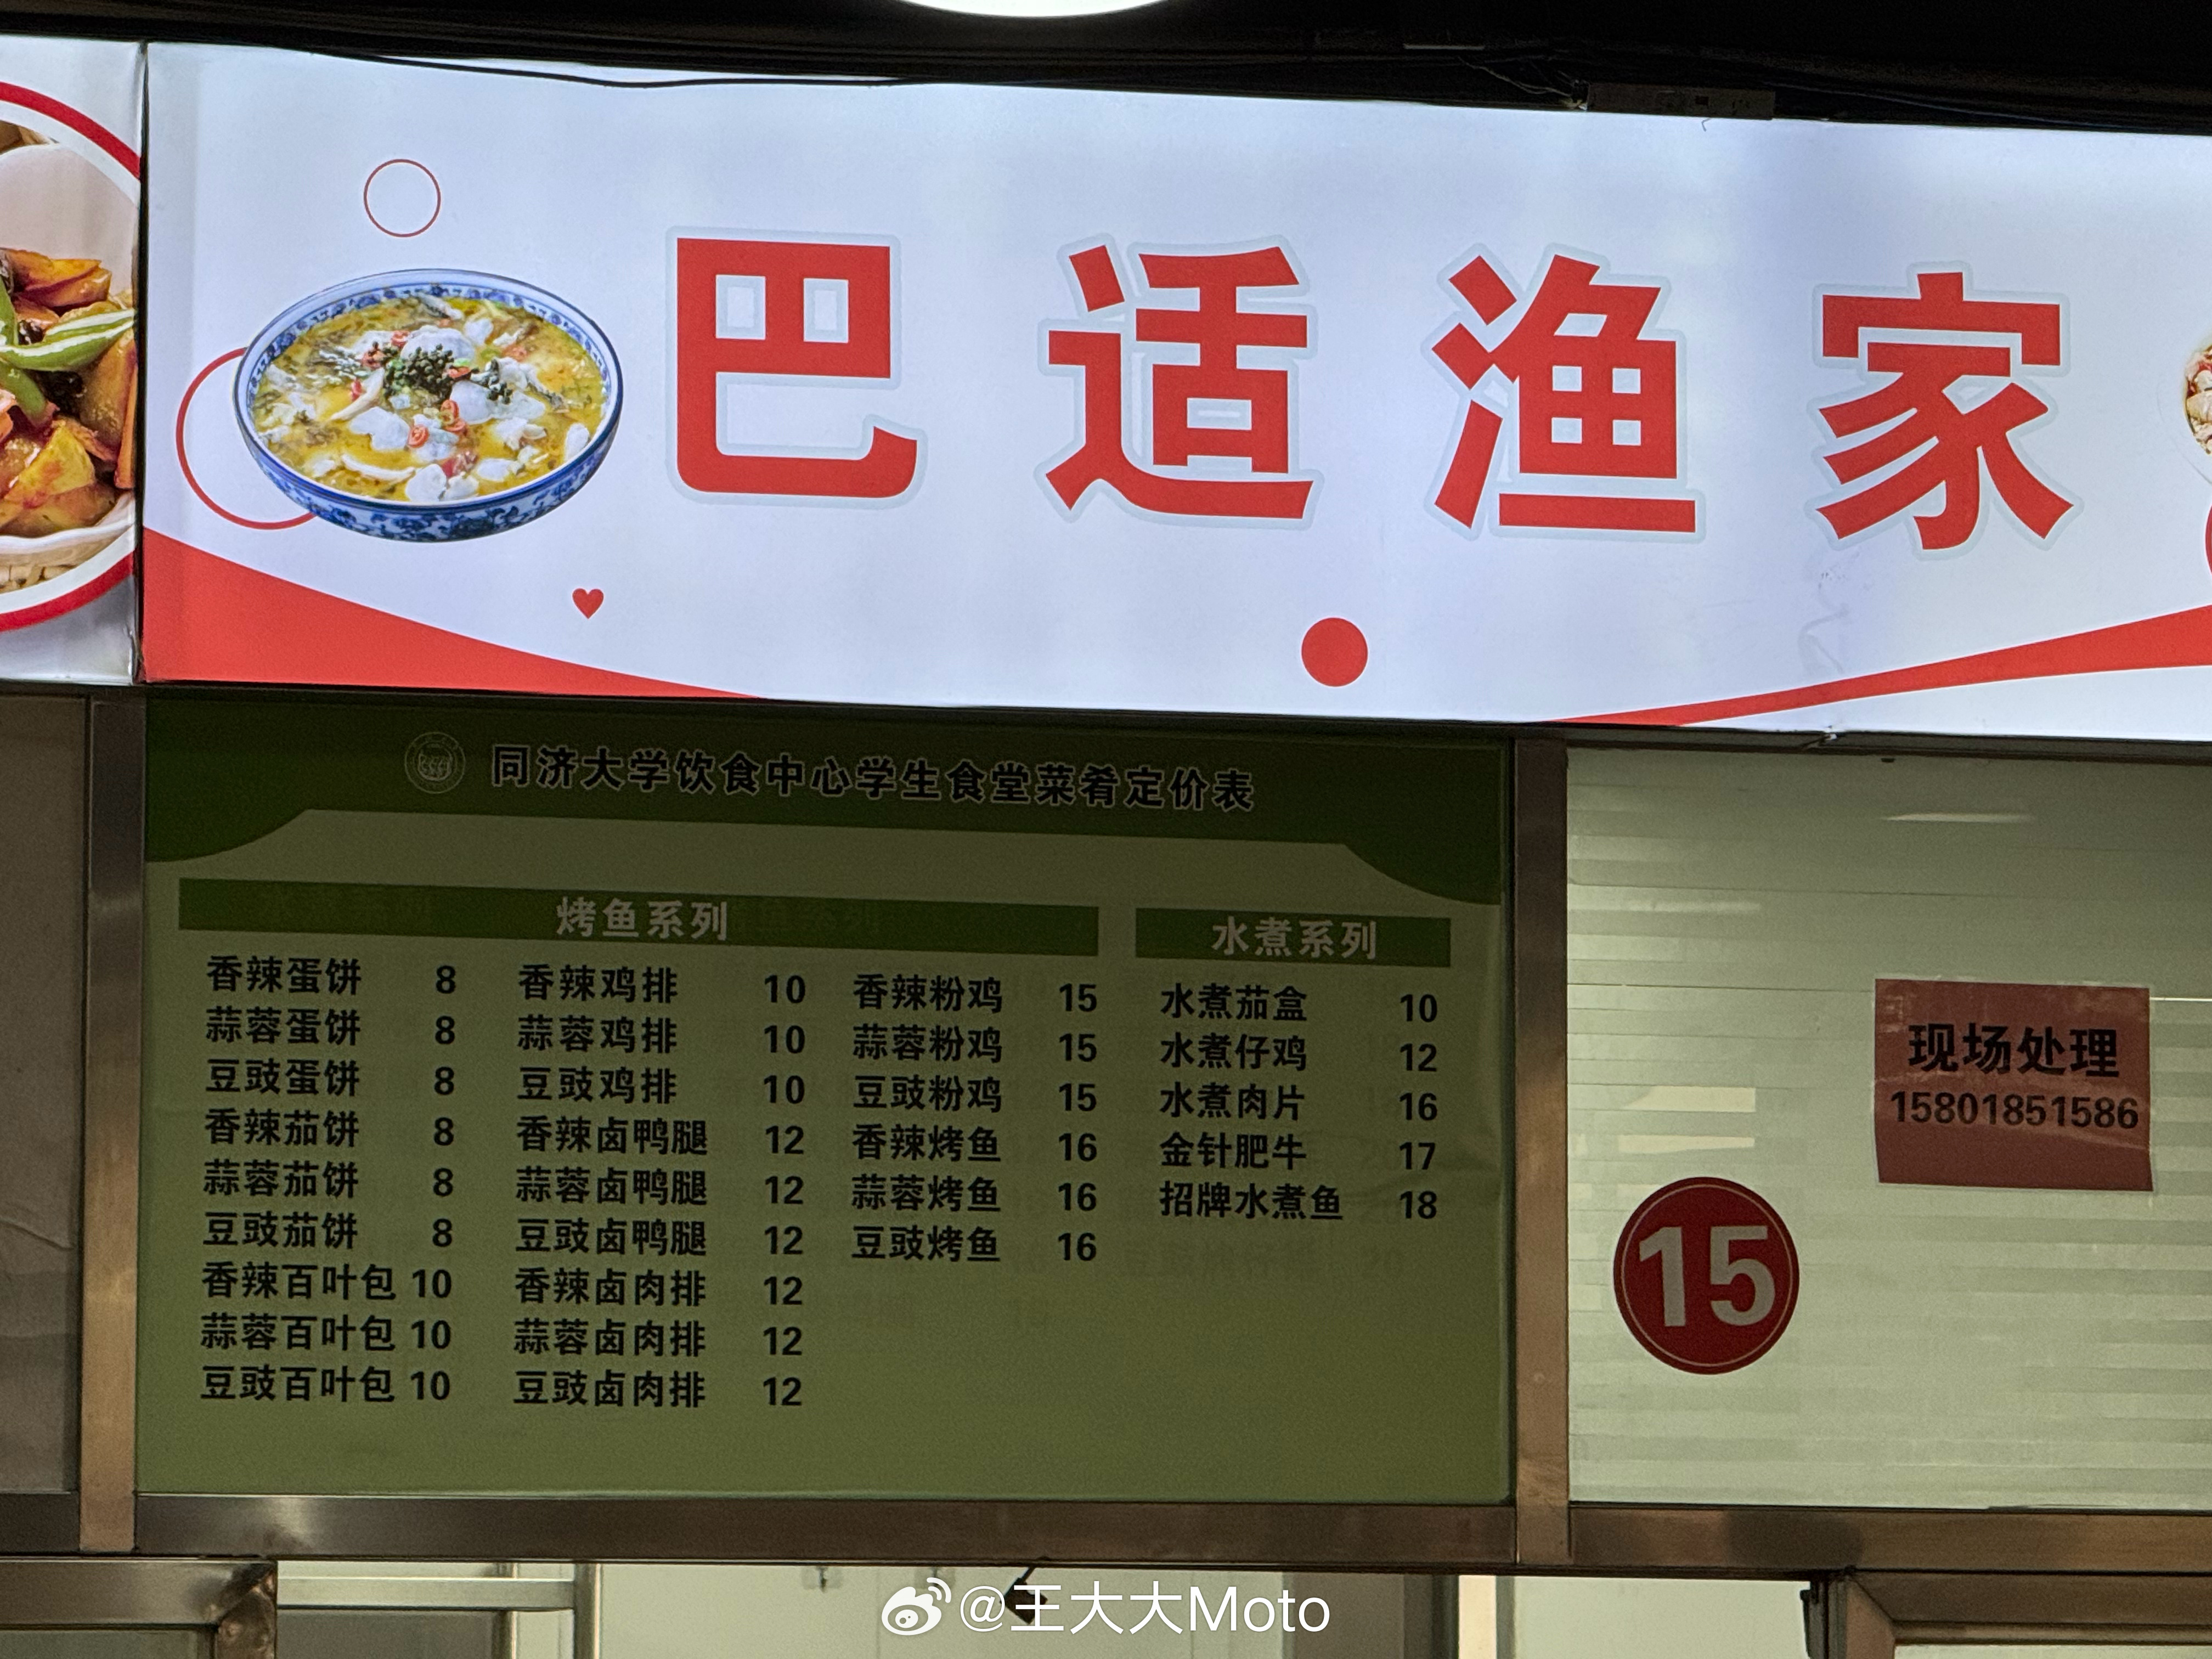 巴适渔家
同济大学饮食中心学生食堂菜肴定价表
烤鱼系列
香辣蛋饼 8
蒜蓉蛋饼 8
豆豉蛋饼 8
香辣茄饼 8
蒜蓉茄饼 8
豆豉茄饼 8
香辣百叶包 10
蒜蓉百叶包 10
豆豉百叶包 10
香辣鸡排 10
蒜蓉鸡排 10
豆豉鸡排 10
香辣卤鸭腿 12
蒜蓉卤鸭腿 12
豆豉卤鸭腿 12
香辣卤肉排 12
蒜蓉卤肉排 12
豆豉卤肉排 12
香辣粉鸡 15
蒜蓉粉鸡 15
豆豉粉鸡 15
香辣烤鱼 16
蒜蓉烤鱼 16
豆豉烤鱼 16
水煮系列
水煮茄盒 10
水煮仔鸡 12
水煮肉片 16
金针肥牛 17
招牌水煮鱼 18
现场处理
15801851586
15
@王大大Moto